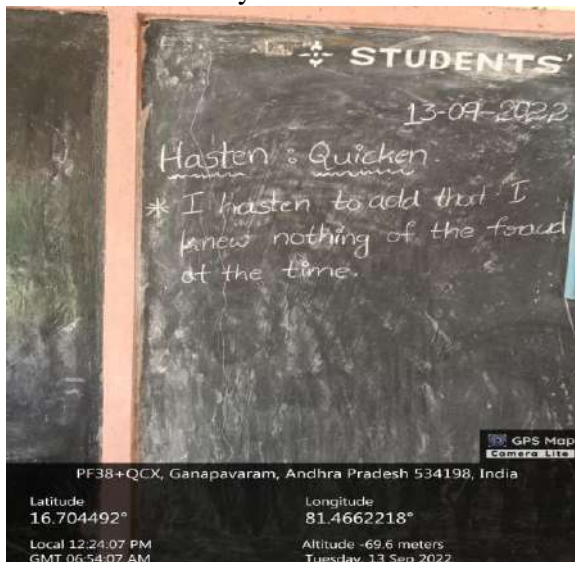 STUDENTS'
13-09-2022
Hasten : Quicken.
* I hasten to add that I
knew nothing of the fraud
at the time.
GPS Map
Camera Lite
PF38+QCX, Ganapavaram, Andhra Pradesh 534198, India
Latitude
16.704492°
Longitude
81.4662218°
Local 12:24:07 PM
GMT 06:54:07 AM
Altitude -69.6 meters
Tuesday, 13 Sep 2022